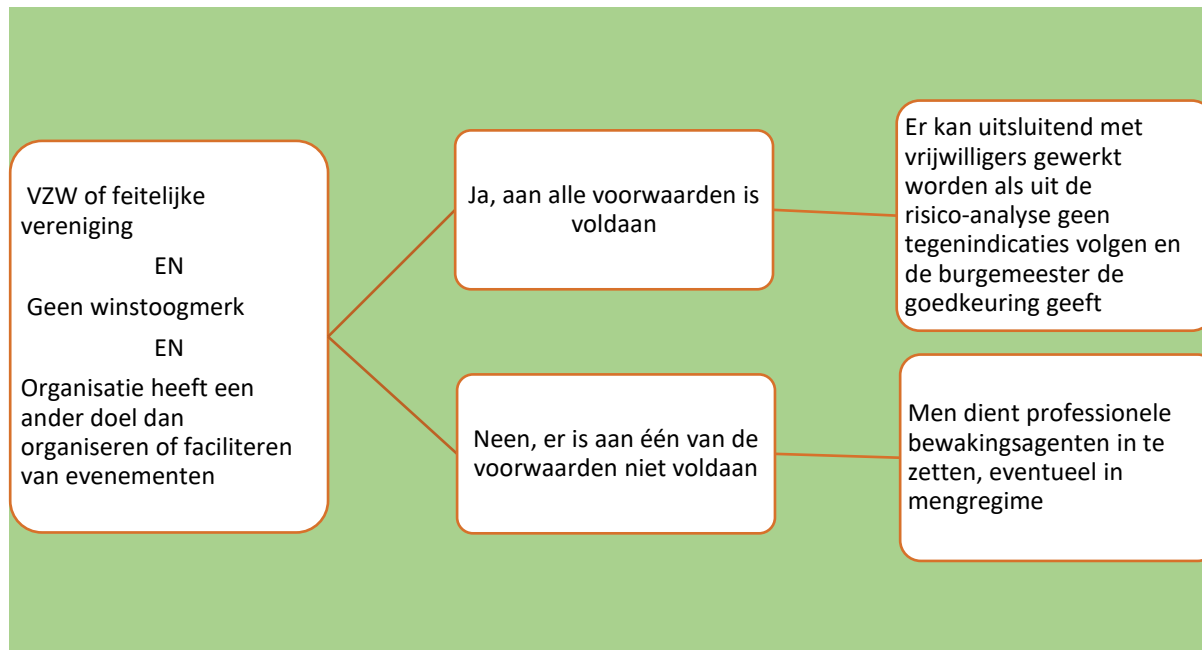 VZW of feitelijke
vereniging
EN
Geen winstoogmerk
EN
Organisatie heeft een
ander doel dan
organiseren of faciliteren
van evenementen
Ja, aan alle voorwaarden is
voldaan
Er kan uitsluitend met
vrijwilligers gewerkt
worden als uit de
risico-analyse geen
tegenindicaties volgen en
de burgemeester de
goedkeuring geeft
Neen, er is aan één van de
voorwaarden niet voldaan
Men dient professionele
bewakingsagenten in te
zetten, eventueel in
mengregime